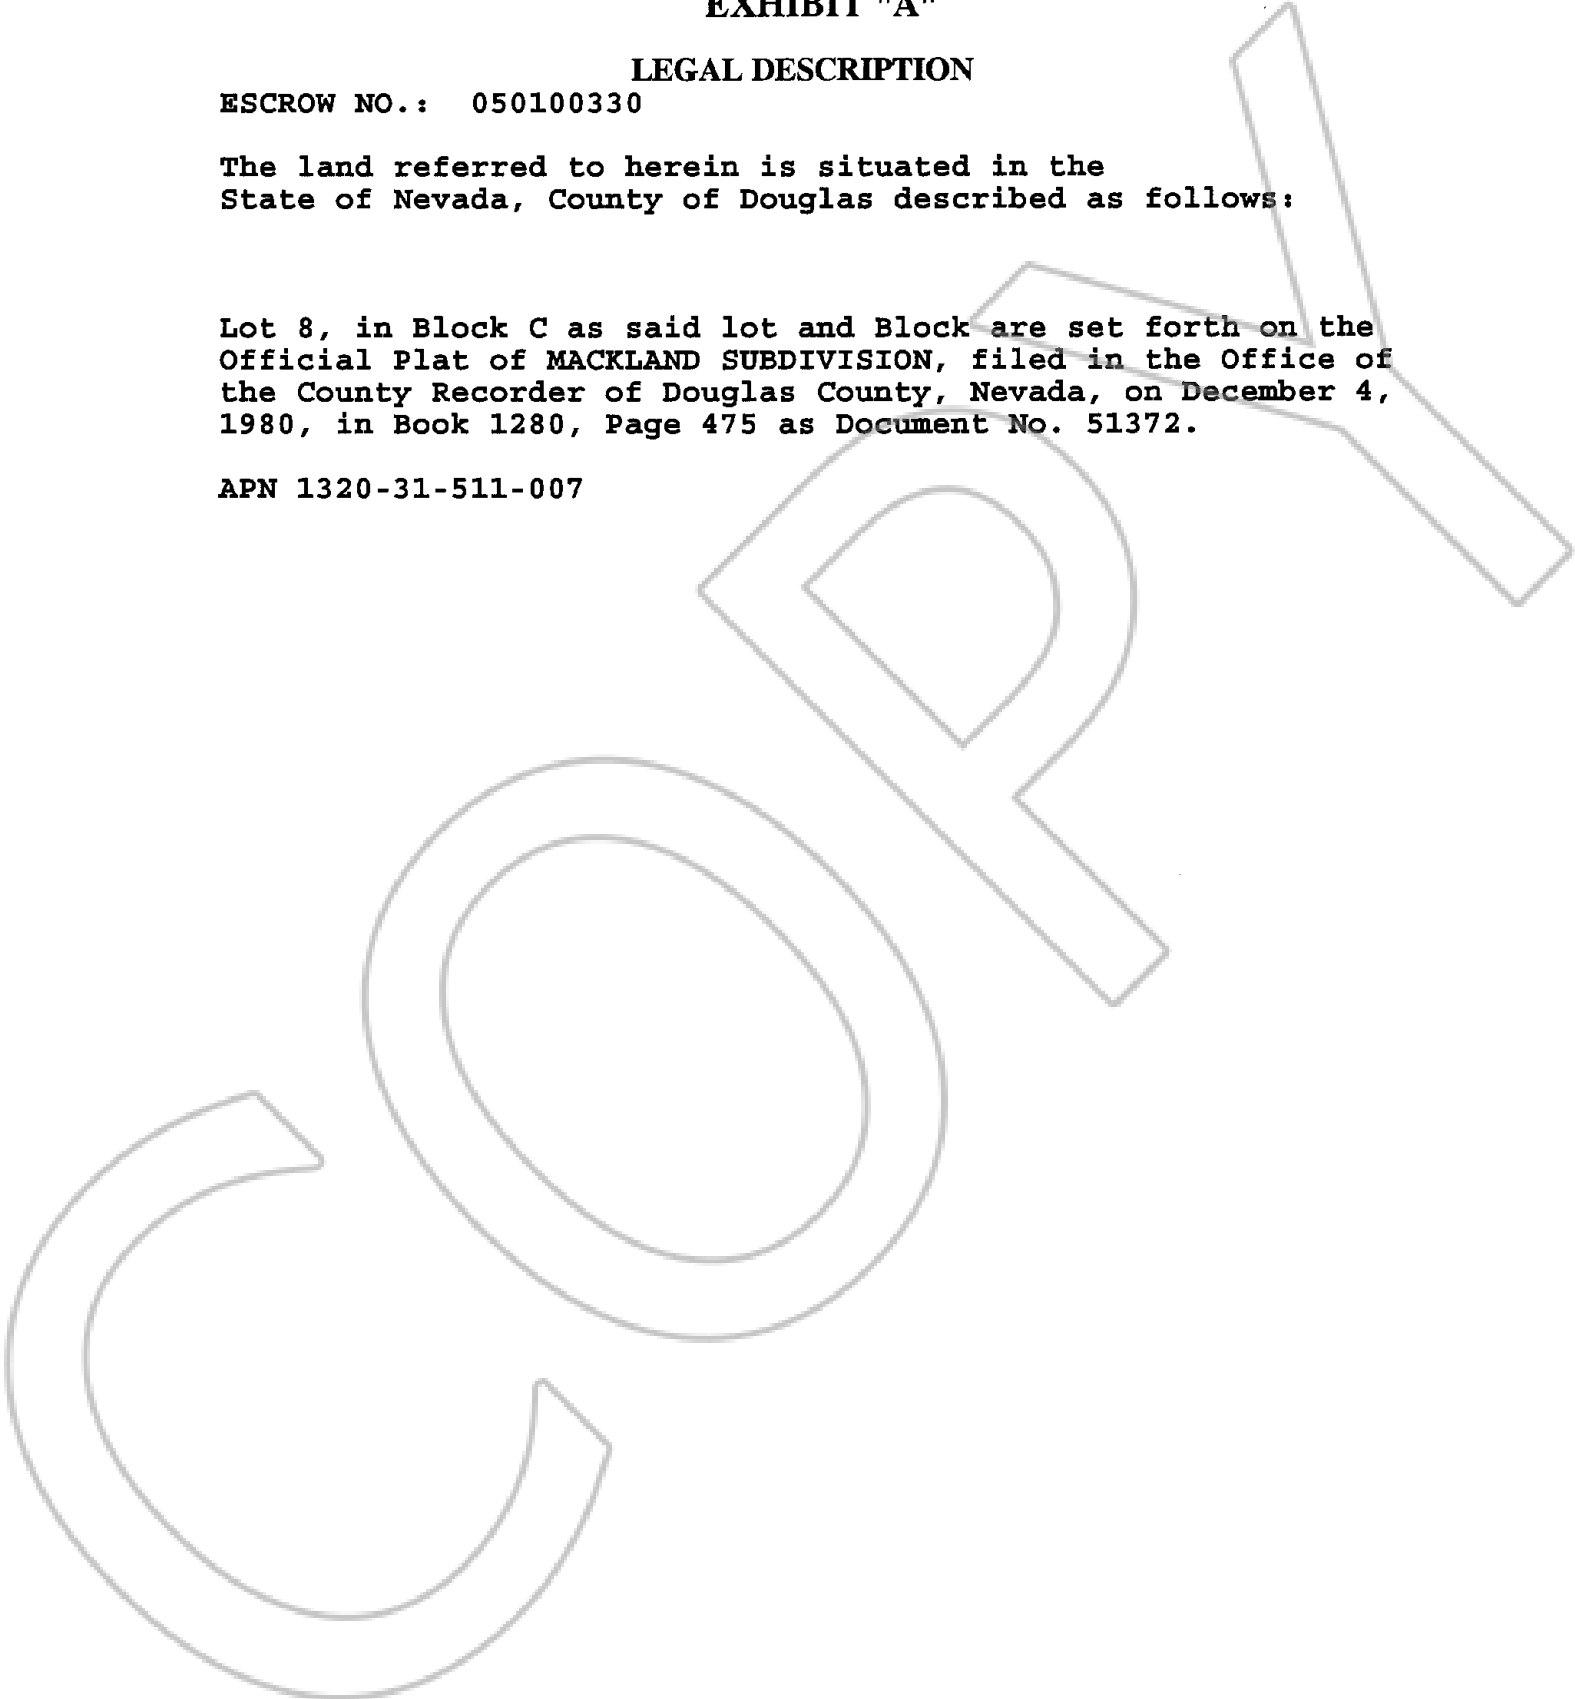 EXHIBIT "A"
LEGAL DESCRIPTION
ESCROW NO.: 050100330
The land referred to herein is situated in the
State of Nevada, County of Douglas described as follows:
Lot 8, in Block C as said lot and Block are set forth on the
Official Plat of MACKLAND SUBDIVISION, filed in the Office of
the County Recorder of Douglas County, Nevada, on December 4,
1980, in Book 1280, Page 475 as Document No. 51372.
APN 1320-31-511-007
COPY